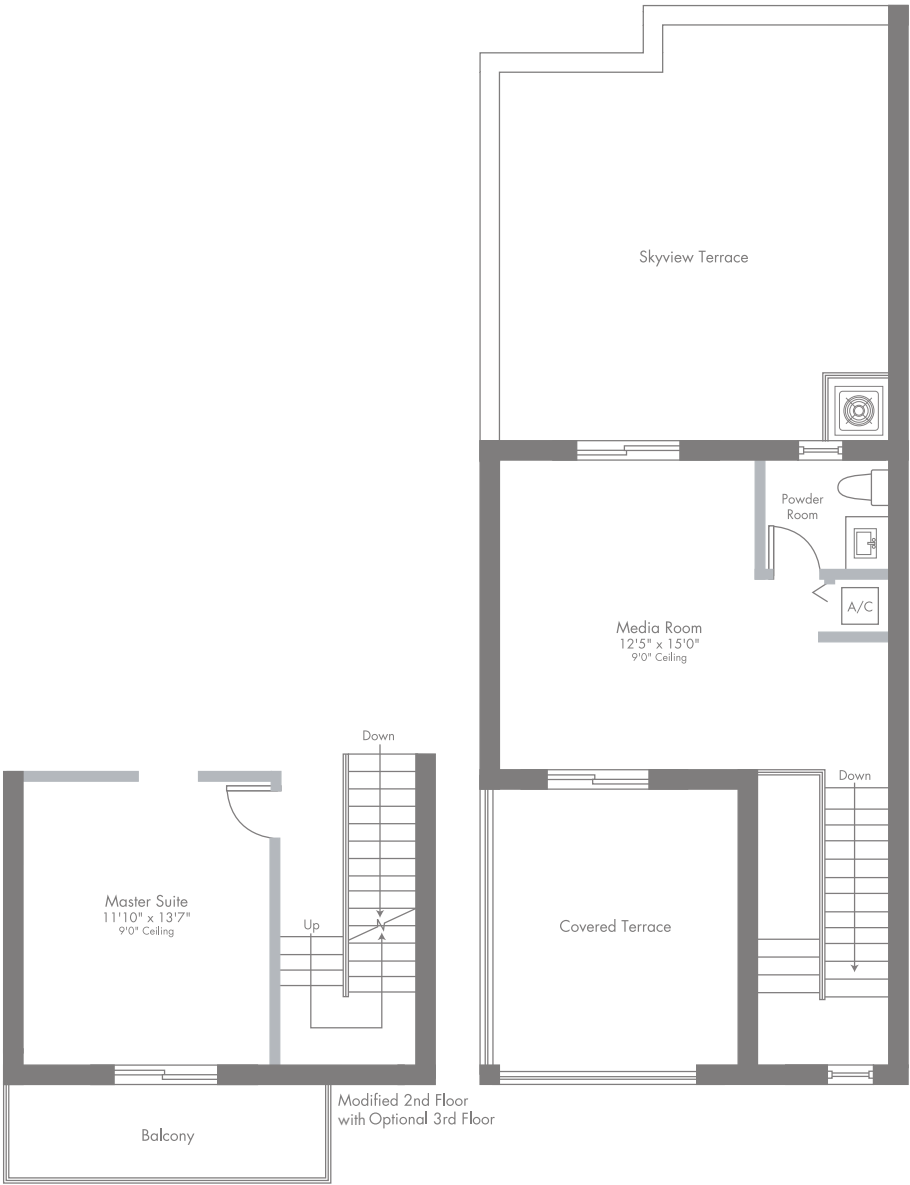 Skyview Terrace
Powder
Room
A/C
Media Room
12'5" x 15'0"
9'0" Ceiling
Down
Down
Master Suite
11'10" x 13'7"
9'0" Ceiling
Up
Covered Terrace
Modified 2nd Floor
with Optional 3rd Floor
Balcony